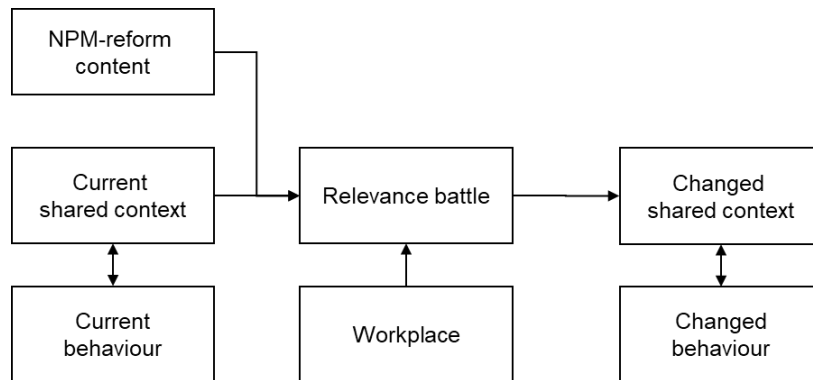 NPM-reform
content
Current
shared context
Relevance battle
Changed
shared context
Current
behaviour
Workplace
Changed
behaviour